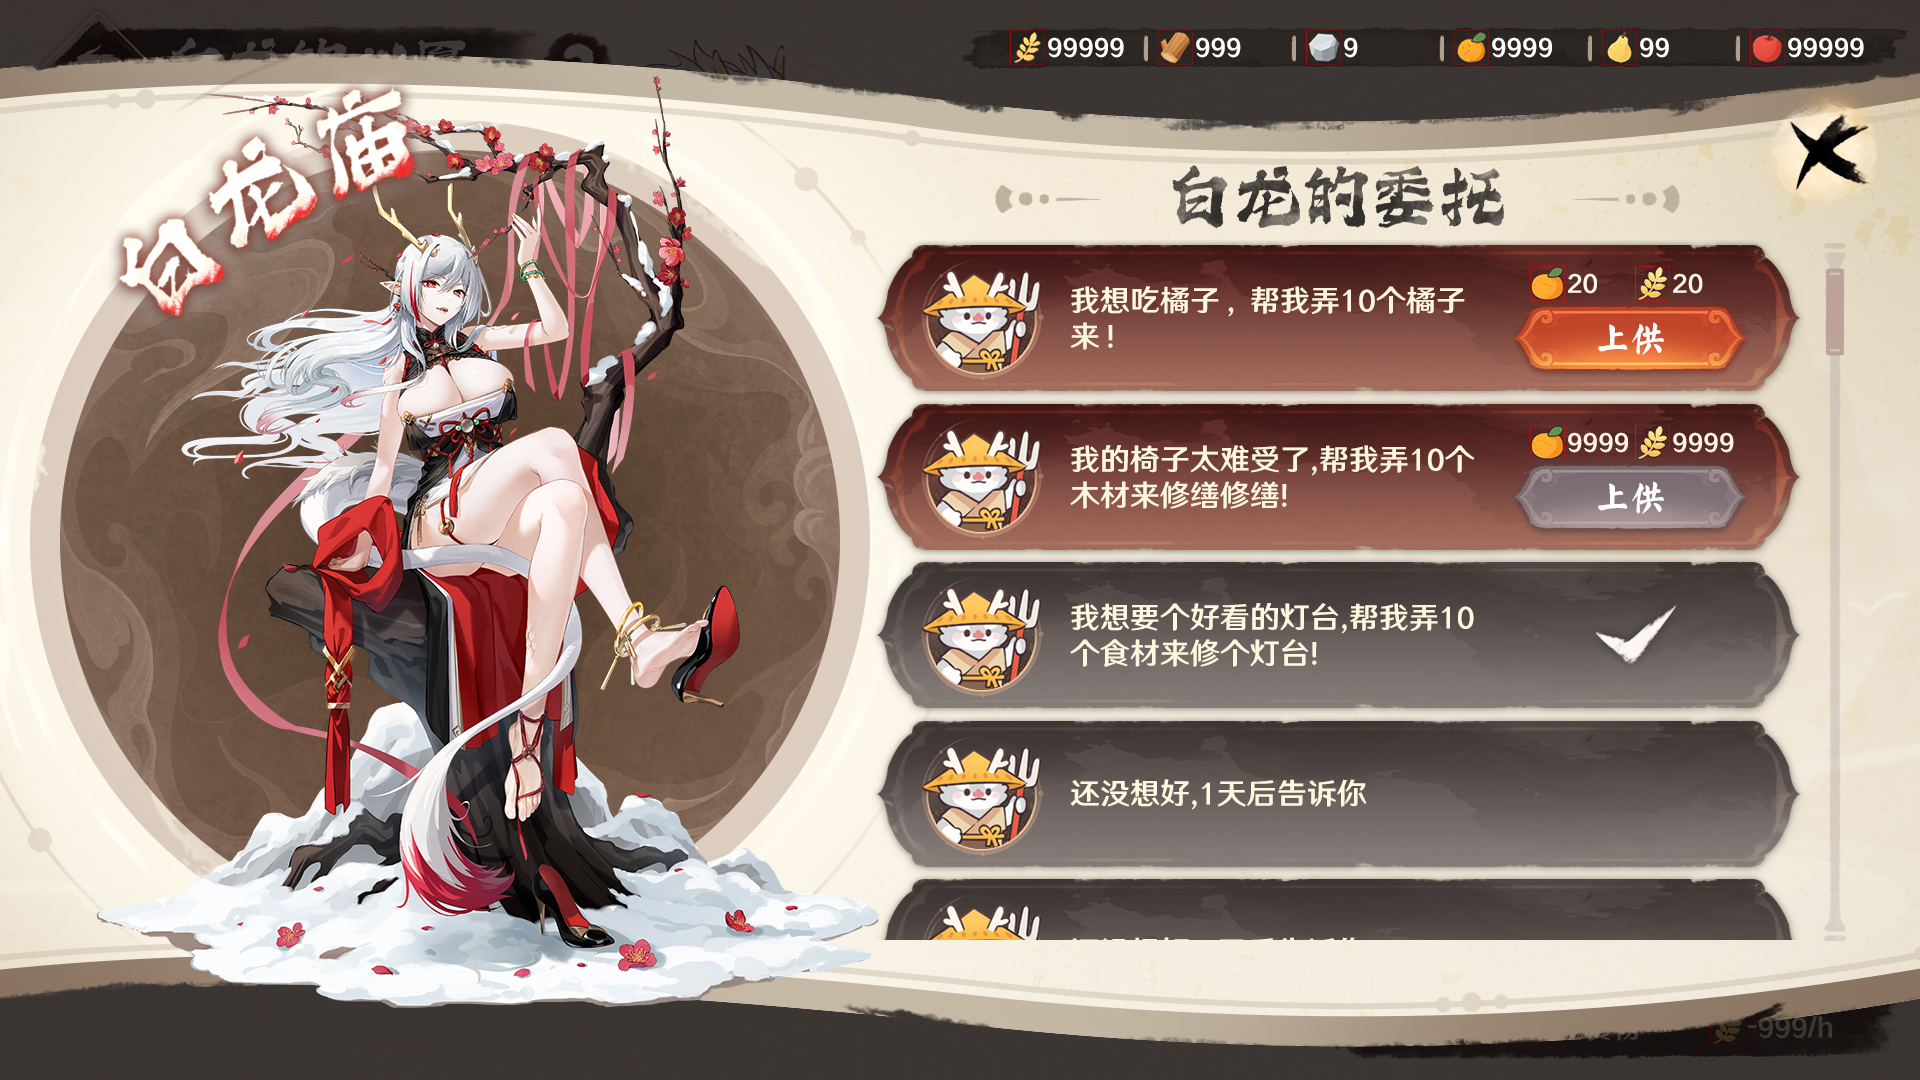 99999
999
9
9999
99
99999
白龙庙
白龙的委托
我想吃橘子，帮我弄10个橘子
来！
20
20
上供
我的椅子太难受了,帮我弄10个
木材来修缮修缮!
9999
9999
上供
我想要个好看的灯台,帮我弄10
个食材来修个灯台!
还没想好,1天后告诉你
-999/h